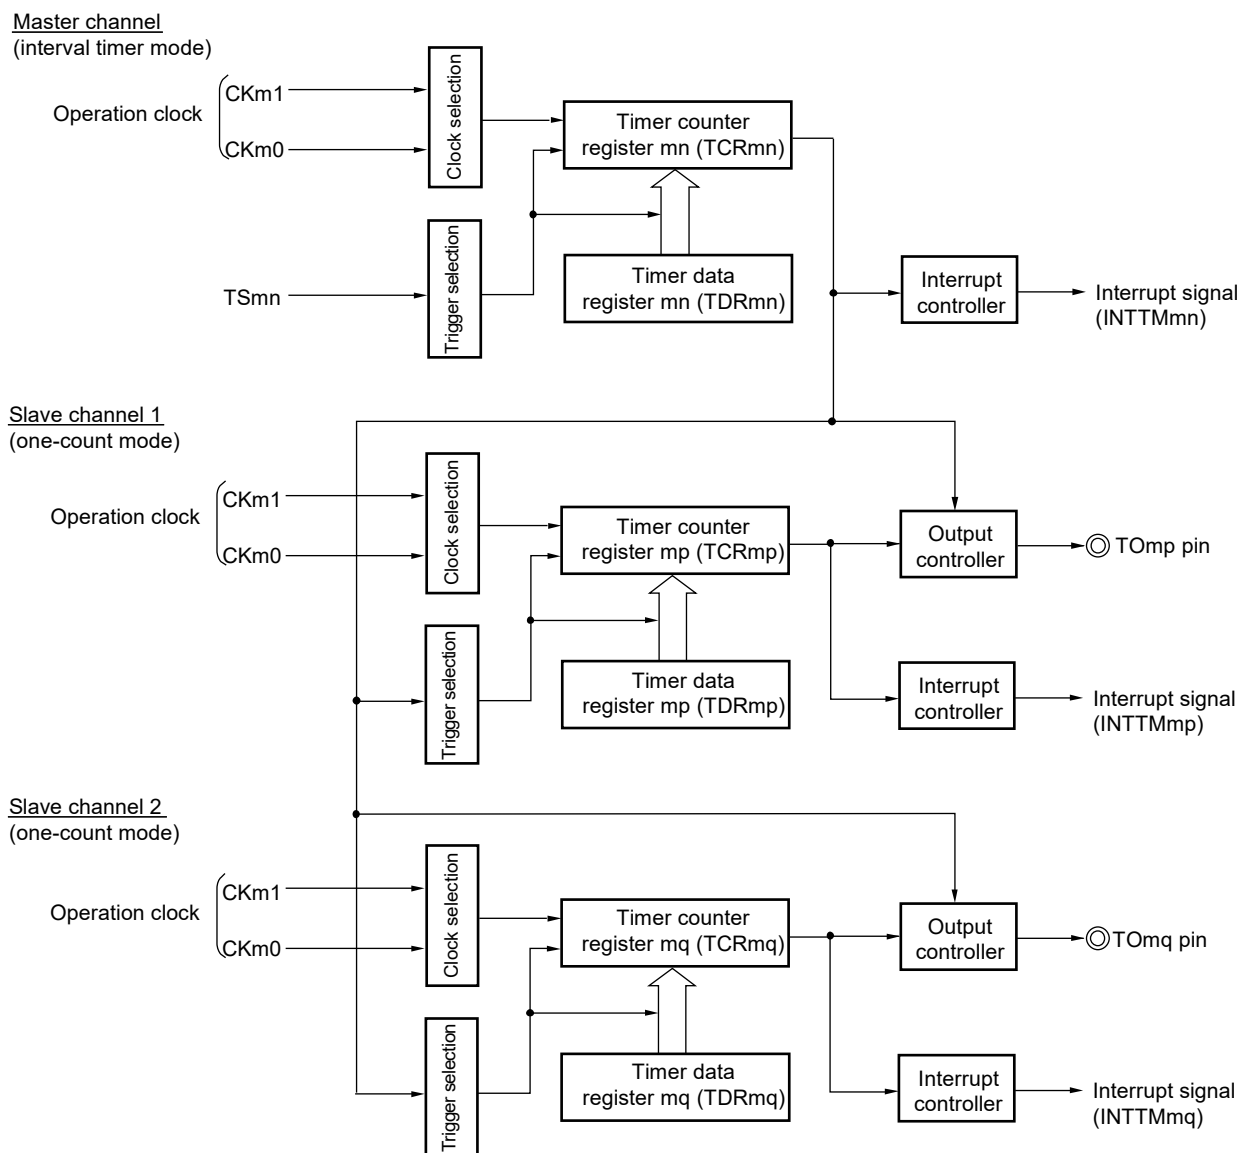 Master channel
(interval timer mode)
Operation clock
CKm1
CKm0
Clock selection
Timer counter
register mn (TCRmn)
TSmn
Trigger selection
Timer data
register mn (TDRmn)
Interrupt
controller
Interrupt signal
(INTTMmn)
Slave channel 1
(one-count mode)
Operation clock
CKm1
CKm0
Clock selection
Timer counter
register mp (TCRmp)
Output
controller
TOmp pin
Trigger selection
Timer data
register mp (TDRmp)
Interrupt
controller
Interrupt signal
(INTTMmp)
Slave channel 2
(one-count mode)
Operation clock
CKm1
CKm0
Clock selection
Timer counter
register mq (TCRmq)
Output
controller
TOmq pin
Trigger selection
Timer data
register mq (TDRmq)
Interrupt
controller
Interrupt signal
(INTTMmq)